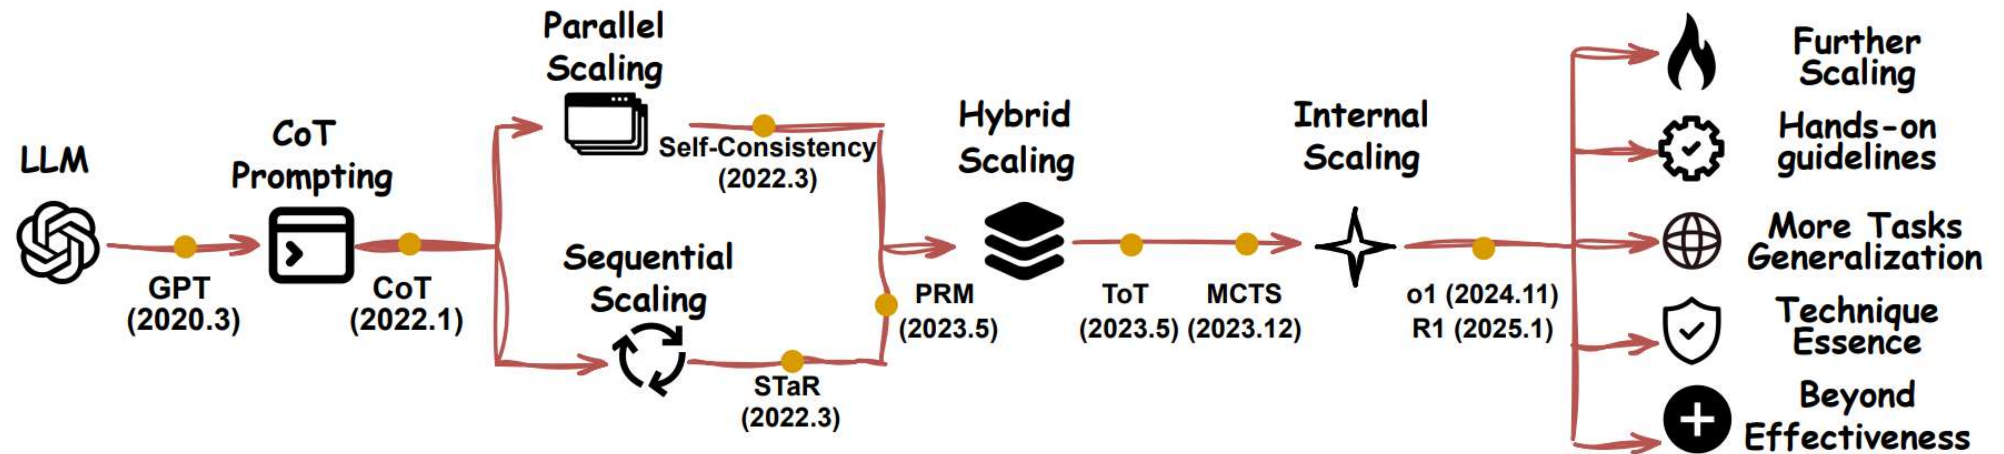 LLM
GPT
(2020.3)
CoT
Prompting
CoT
(2022.1)
Parallel
Scaling
Self-Consistency
(2022.3)
Sequential
Scaling
STaR
(2022.3)
PRM
(2023.5)
Hybrid
Scaling
ToT
(2023.5)
MCTS
(2023.12)
Internal
Scaling
o1 (2024.11)
R1 (2025.1)
Further
Scaling
Hands-on
guidelines
More Tasks
Generalization
Technique
Essence
Beyond
Effectiveness